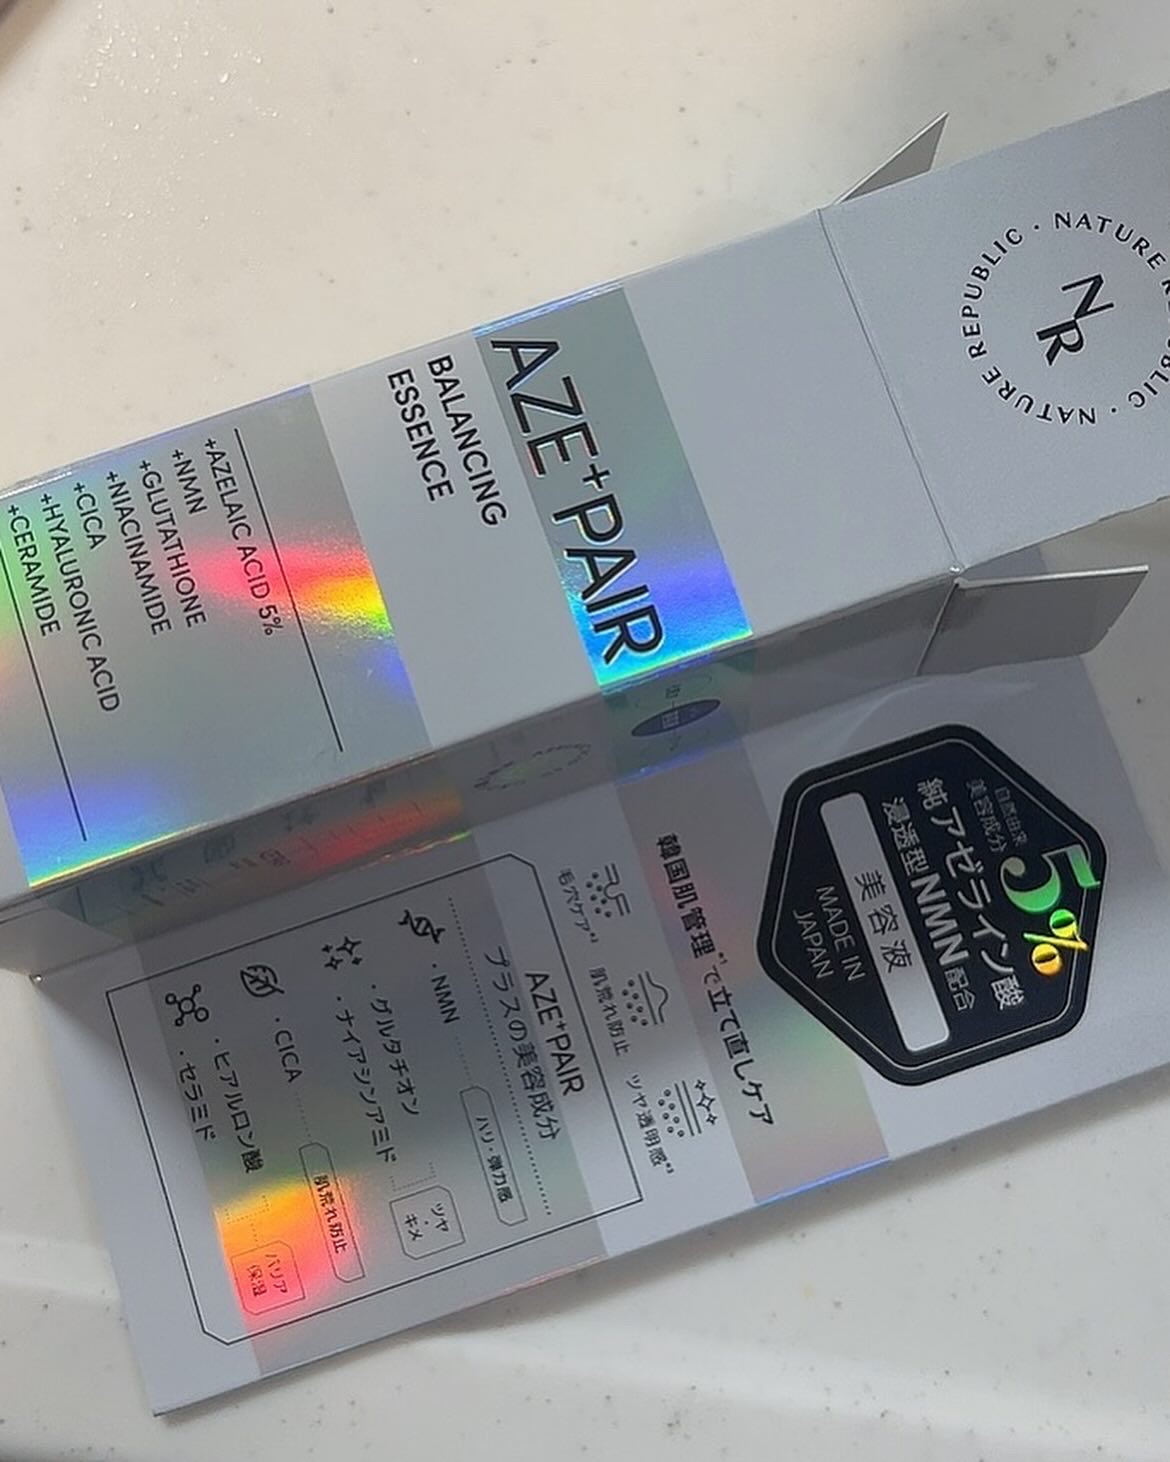 NATURE REPUBLIC · NATURE REPUBLIC ·
NR
AZE+PAIR
BALANCING
ESSENCE
+AZELAIC ACID 5%
+NMN
+GLUTATHIONE
+NIACINAMIDE
+CICA
+HYALURONIC ACID
+CERAMIDE
自然由来
美容成分
5%
純アゼライン酸
浸透型NMN配合
美容液
MADE IN
JAPAN
韓国肌管理*1で立て直しケア
毛穴ケア*2
肌荒れ防止
ツヤ透明感*3
AZE+PAIR
プラスの美容成分
・NMN
ハリ・弾力感
・グルタチオン
・ナイアシンアミド
ツヤ
・
キメ
・CICA
肌荒れ防止
・ヒアルロン酸
・セラミド
バリア
保湿